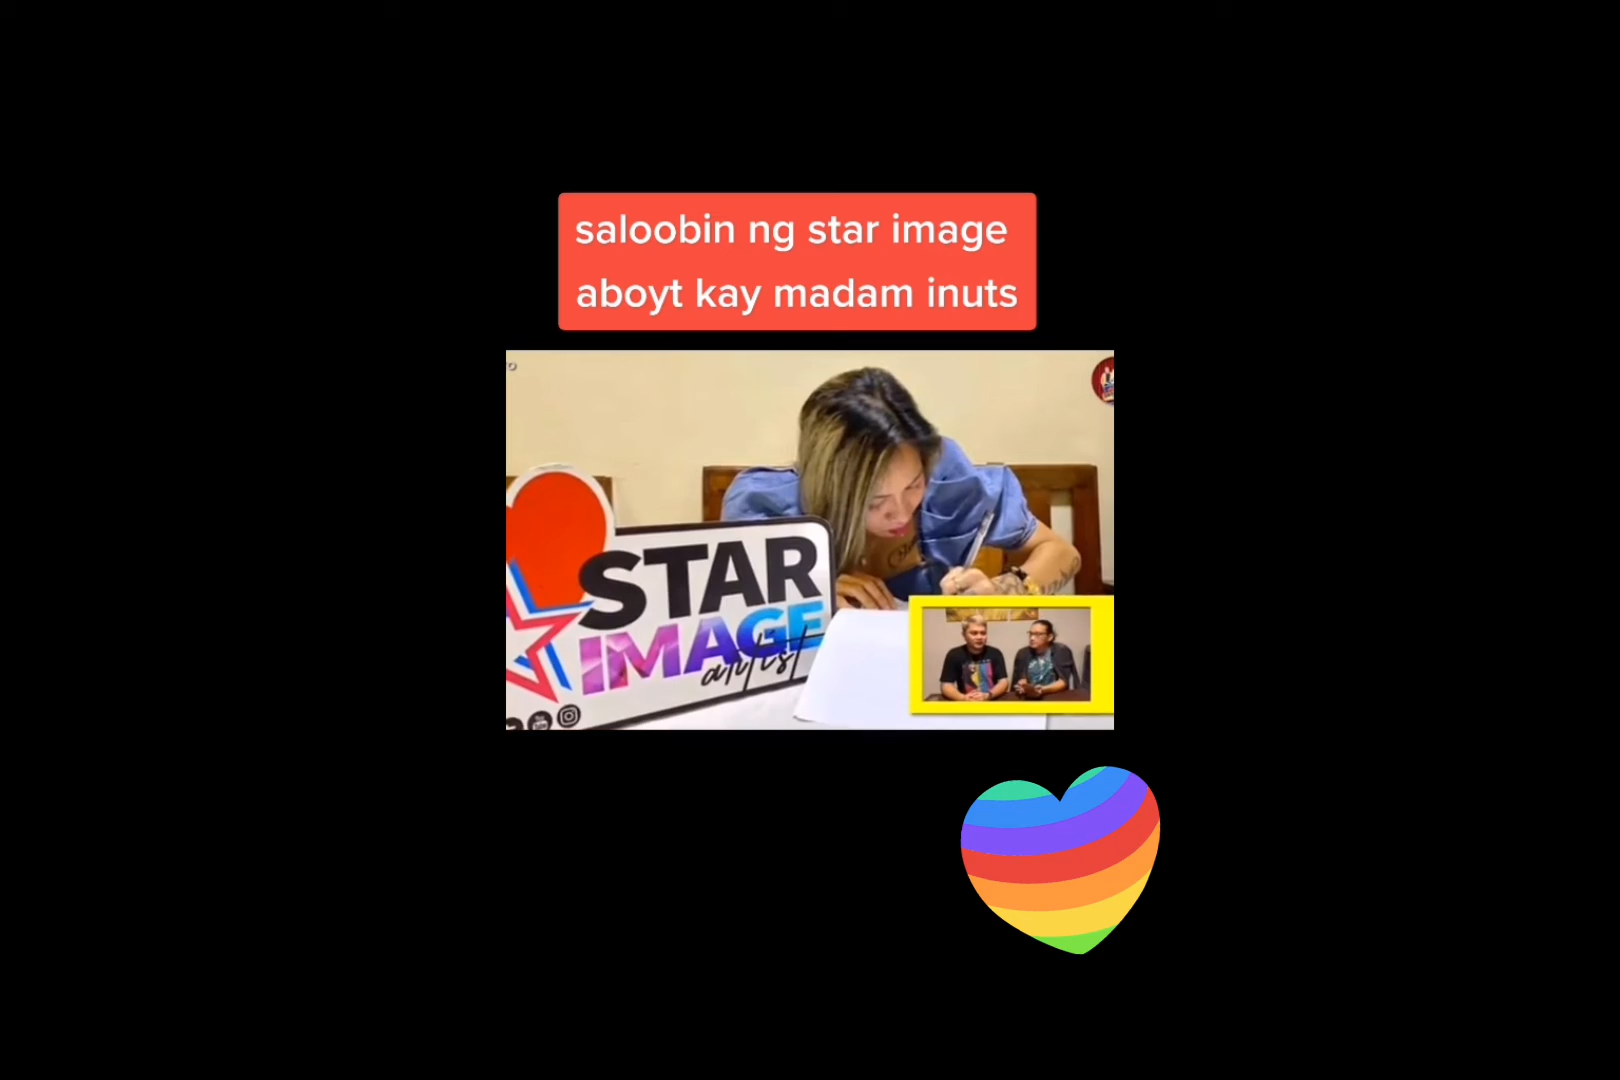 saloobin ng star image
aboyt kay madam inuts
STAR
IMAGE
artist